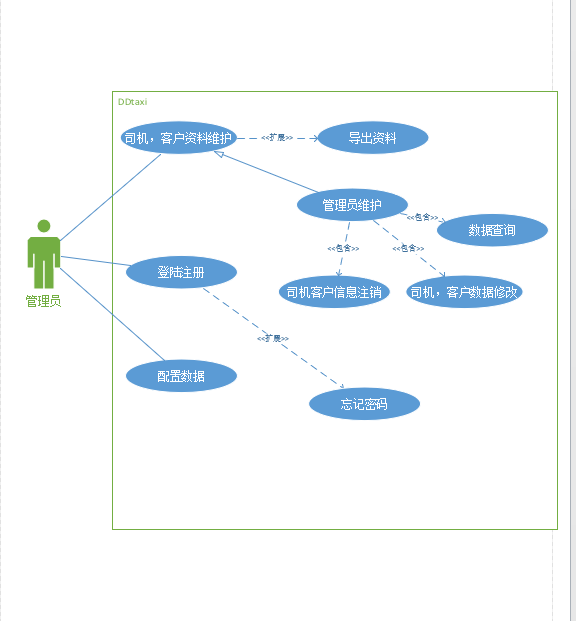 DDtaxi
司机，客户资料维护
<<扩展>>
导出资料
管理员维护
<<包含>>
数据查询
<<包含>>
<<包含>>
管理员
登陆注册
司机客户信息注销
司机，客户数据修改
<<扩展>>
配置数据
忘记密码